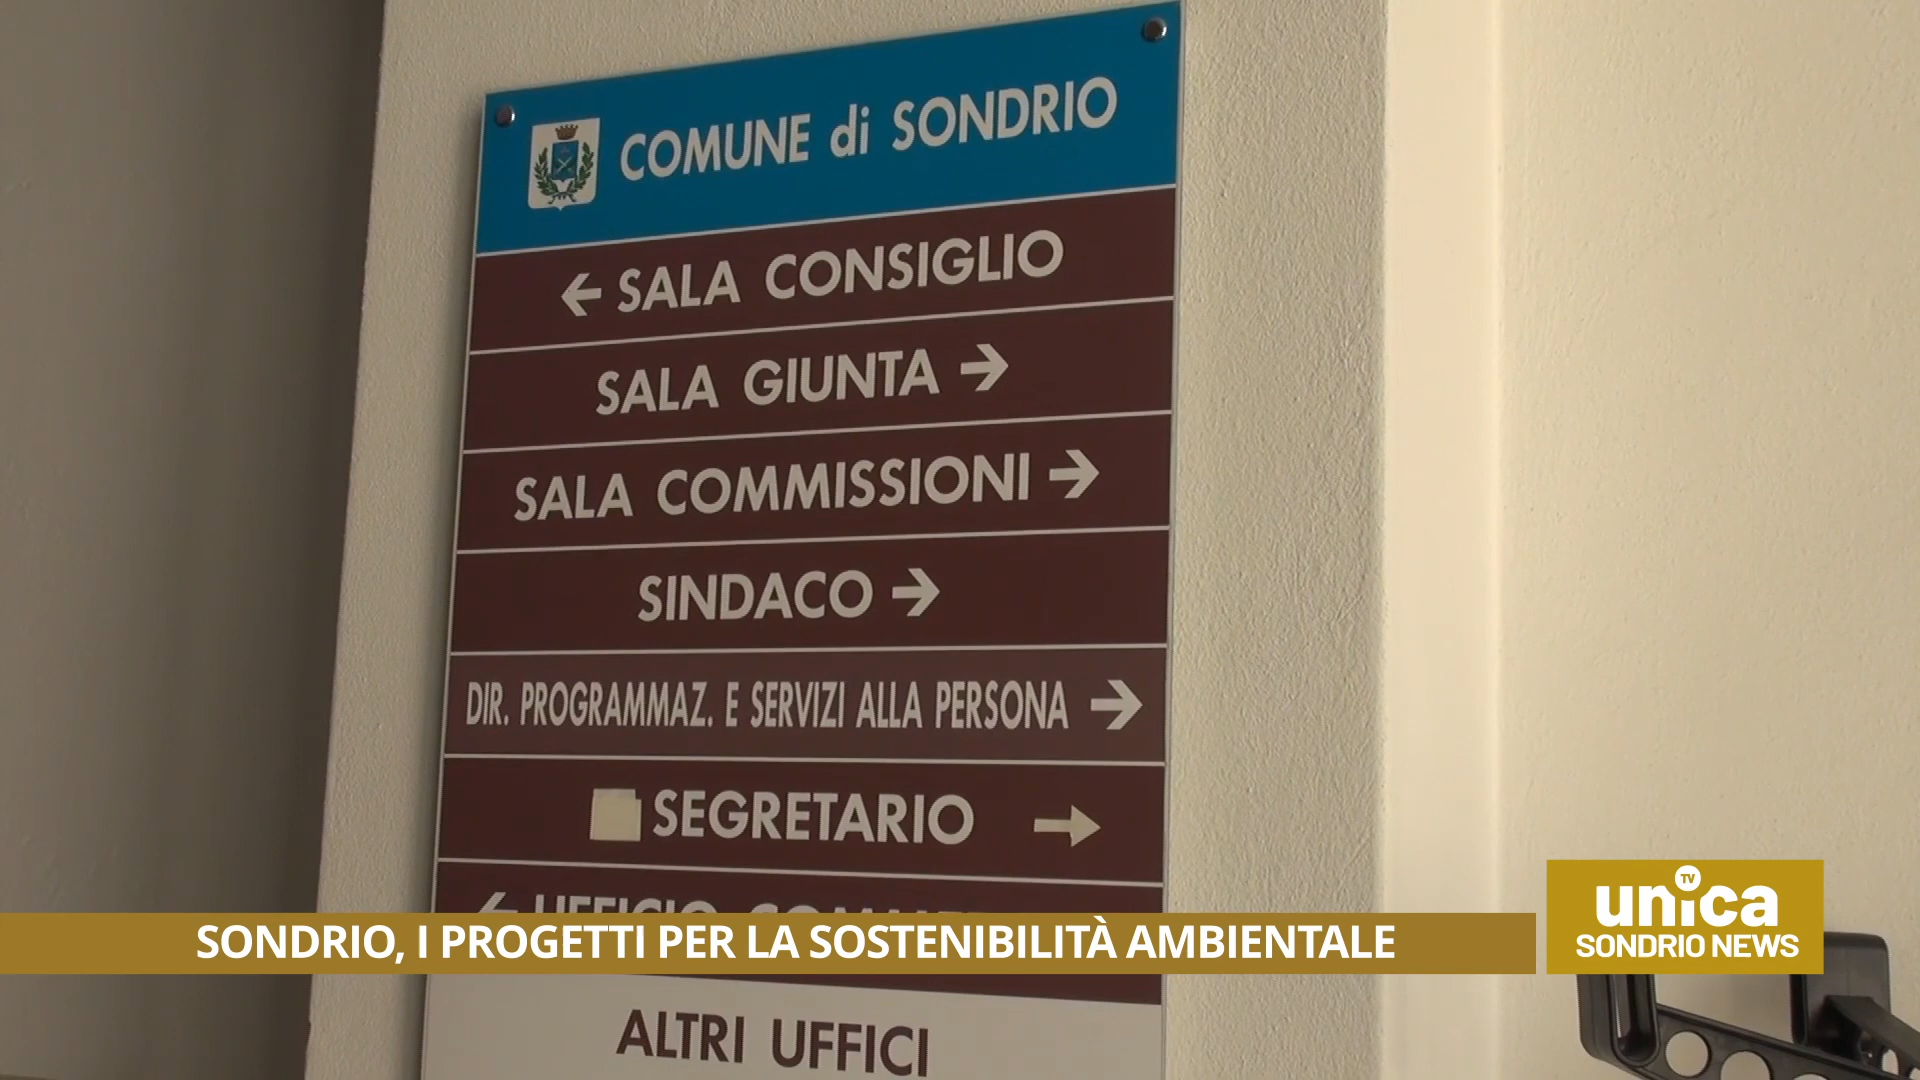 COMUNE di SONDRIO
← SALA CONSIGLIO
SALA GIUNTA →
SALA COMMISSIONI →
SINDACO →
DIR. PROGRAMMAZ. E SERVIZI ALLA PERSONA →
SEGRETARIO →
← UFFICIO
SONDRIO, I PROGETTI PER LA SOSTENIBILITÀ AMBIENTALE
unica TV
SONDRIO NEWS
ALTRI UFFICI